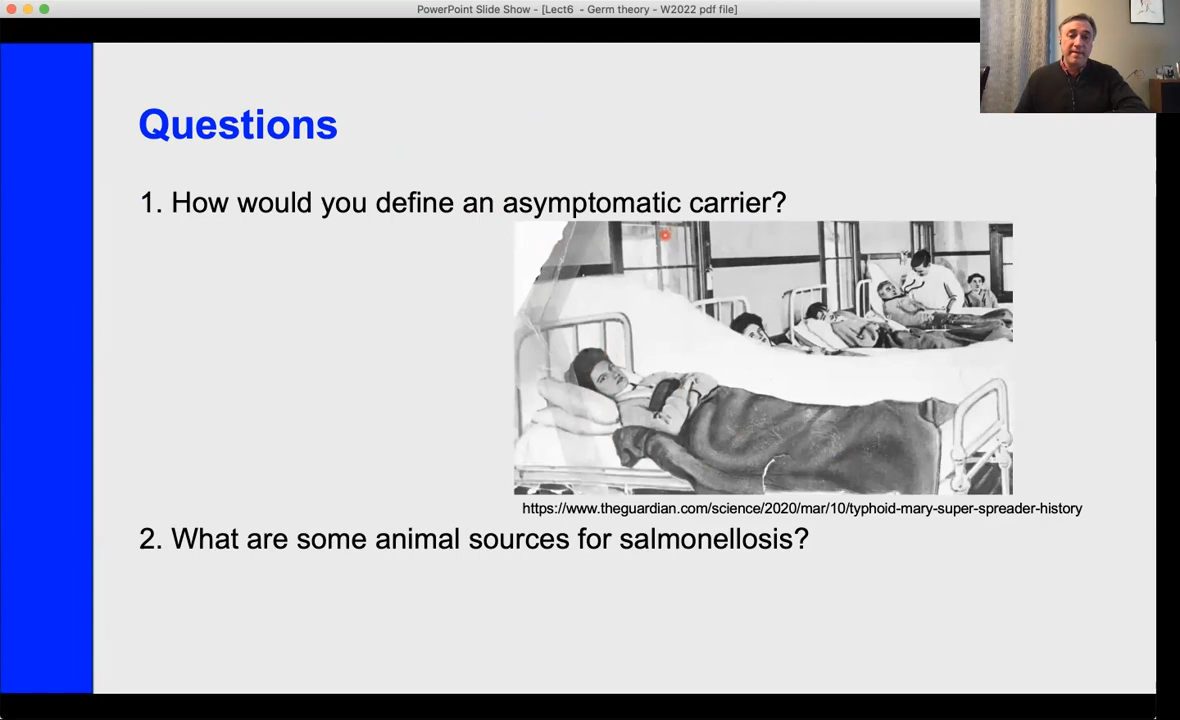 PowerPoint Slide Show - [Lect6 - Germ theory - W2022 pdf file]
Questions
1. How would you define an asymptomatic carrier?
https://www.theguardian.com/science/2020/mar/10/typhoid-mary-super-spreader-history
2. What are some animal sources for salmonellosis?